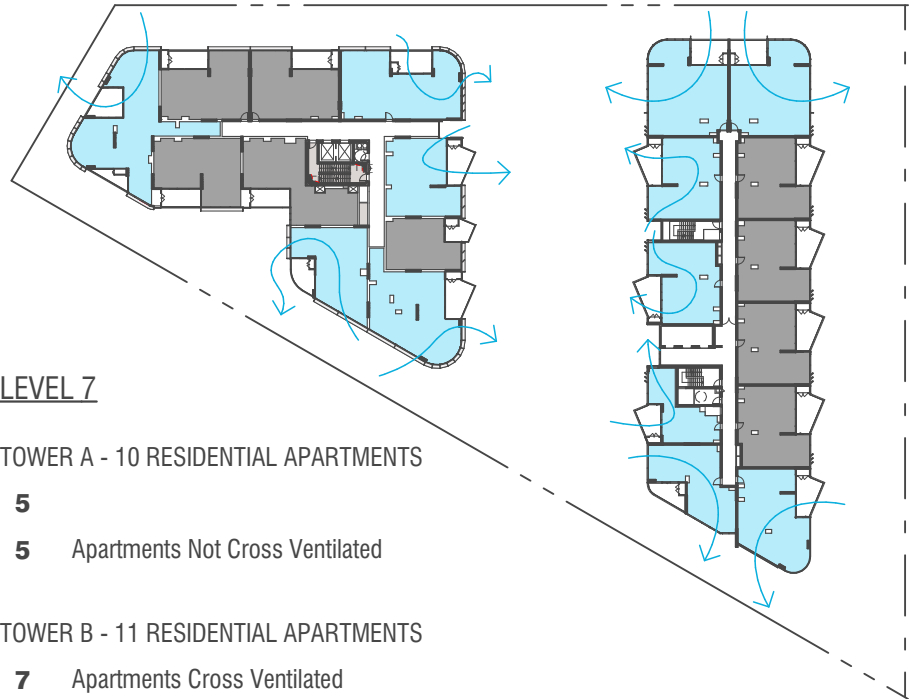 LEVEL 7
TOWER A - 10 RESIDENTIAL APARTMENTS
5
5 Apartments Not Cross Ventilated
TOWER B - 11 RESIDENTIAL APARTMENTS
7 Apartments Cross Ventilated